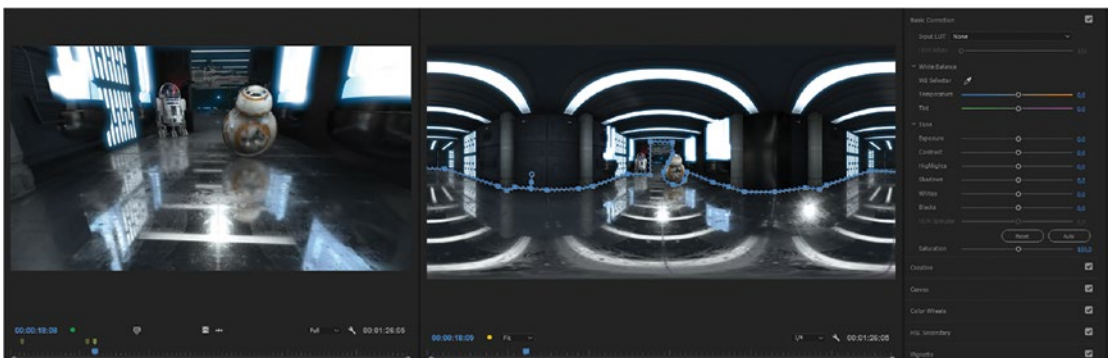 Basic Correction
Input LUT None
White Balance
WB Selector
Temperature 0,0
Tint 0,0
Tone
Exposure 0,0
Contrast 0,0
Highlights 0,0
Shadows 0,0
Whites 0,0
Blacks 0,0
Reset Auto
Saturation 100,0
Creative
Curves
Color Wheels
HSL Secondary
Vignette
00:00:18:08 Full 00:01:26:05
00:00:18:09 Fit 1/4 00:01:26:05